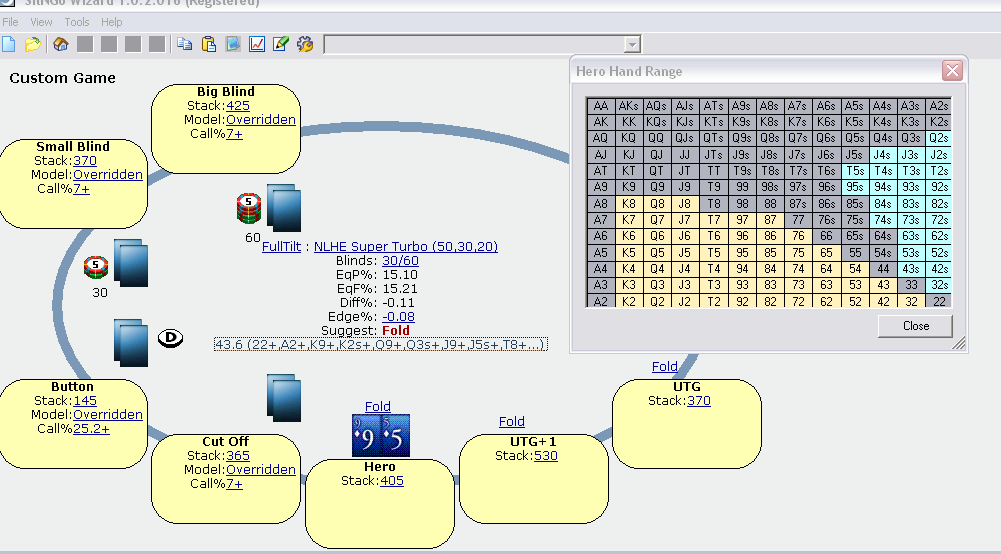 SitNGo Wizard 1.0.2.016 (Registered)
File View Tools Help
Custom Game
Hero Hand Range
AA AKs AQs AJs ATs A9s A8s A7s A6s A5s A4s A3s A2s
AK KK KQs KJs KTs K9s K8s K7s K6s K5s K4s K3s K2s
AQ KQ QQ QJs QTs Q9s Q8s Q7s Q6s Q5s Q4s Q3s Q2s
AJ KJ QJ JJ JTs J9s J8s J7s J6s J5s J4s J3s J2s
AT KT QT JT TT T9s T8s T7s T6s T5s T4s T3s T2s
A9 K9 Q9 J9 T9 99 98s 97s 96s 95s 94s 93s 92s
A8 K8 Q8 J8 T8 98 88 87s 86s 85s 84s 83s 82s
A7 K7 Q7 J7 T7 97 87 77 76s 75s 74s 73s 72s
A6 K6 Q6 J6 T6 96 86 76 66 65s 64s 63s 62s
A5 K5 Q5 J5 T5 95 85 75 65 55 54s 53s 52s
A4 K4 Q4 J4 T4 94 84 74 64 54 44 43s 42s
A3 K3 Q3 J3 T3 93 83 73 63 53 43 33 32s
A2 K2 Q2 J2 T2 92 82 72 62 52 42 32 22
Close
Big Blind
Stack:425
Model:Overridden
Call%7+
Small Blind
Stack:370
Model:Overridden
Call%7+
5
60
5
30
D
FullTilt : NLHE Super Turbo (50,30,20)
Blinds: 30/60
EqP%: 15.10
EqF%: 15.21
Diff%: -0.11
Edge%: -0.08
Suggest: Fold
43.6 (22+,A2+,K9+,K2s+,Q9+,Q3s+,J9+,J5s+,T8+...)
Button
Stack:145
Model:Overridden
Call%25.2+
Cut Off
Stack:365
Model:Overridden
Call%7+
Fold
9 9 5 5
Hero
Stack:405
Fold
UTG+1
Stack:530
Fold
UTG
Stack:370